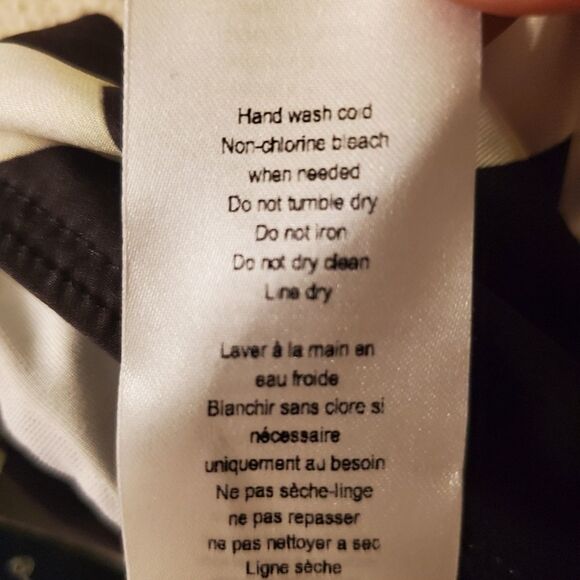 Hand wash cold
Non-chlorine bleach
when needed
Do not tumble dry
Do not iron
Do not dry clean
Line dry
Laver à la main en
eau froide
Blanchir sans clore si
nécessaire
uniquement au besoin
Ne pas sèche-linge
ne pas repasser
ne pas nettoyer a sec
Ligne sèche